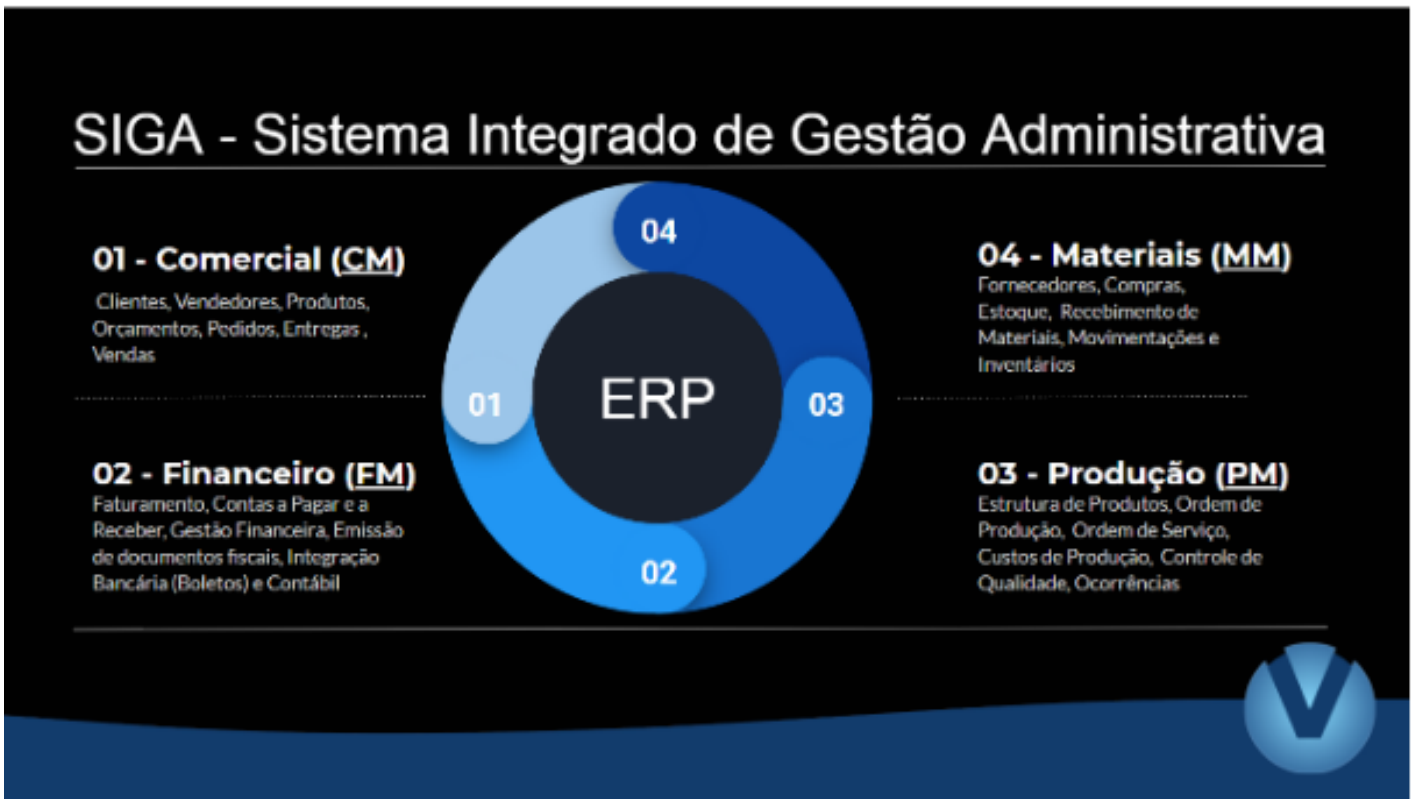 SIGA - Sistema Integrado de Gestão Administrativa
01 - Comercial (CM)
Clientes, Vendedores, Produtos,
Orçamentos, Pedidos, Entregas ,
Vendas
02 - Financeiro (FM)
Faturamento, Contas a Pagar e a
Receber, Gestão Financeira, Emissão
de documentos fiscais, Integração
Bancária (Boletos) e Contábil
04
01
ERP
03
02
04 - Materiais (MM)
Fornecedores, Compras,
Estoque, Recebimento de
Materiais, Movimentações e
Inventários
03 - Produção (PM)
Estrutura de Produtos, Ordem de
Produção, Ordem de Serviço,
Custos de Produção, Controle de
Qualidade, Ocorrências
V